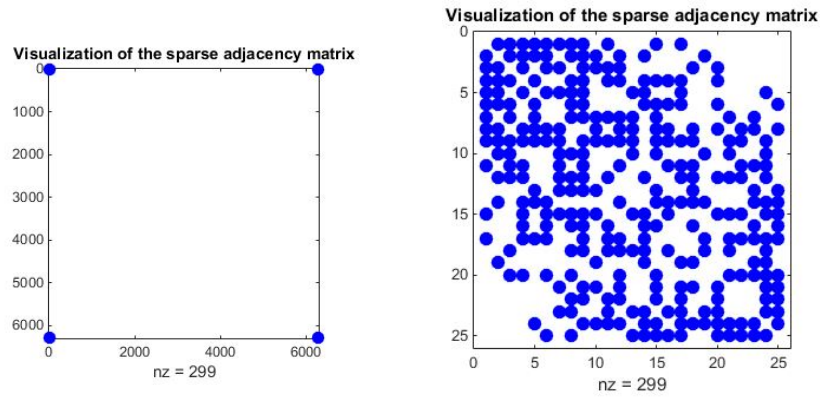 Visualization of the sparse adjacency matrix
0
1000
2000
3000
4000
5000
6000
0 2000 4000 6000
nz = 299
Visualization of the sparse adjacency matrix
0
5
10
15
20
25
0 5 10 15 20 25
nz = 299